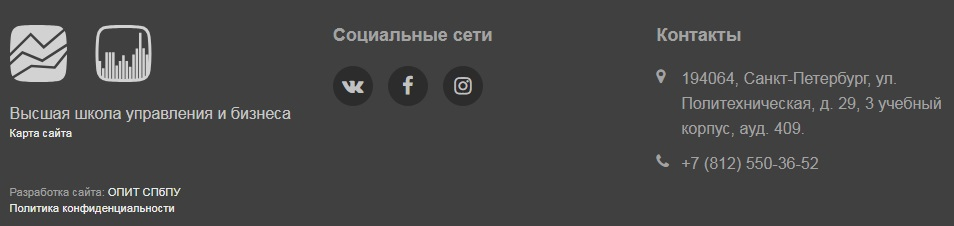 Высшая школа управления и бизнеса
Карта сайта
Разработка сайта: ОПИТ СПбПУ
Политика конфиденциальности
Социальные сети
Контакты
194064, Санкт-Петербург, ул.
Политехническая, д. 29, 3 учебный
корпус, ауд. 409.
+7 (812) 550-36-52